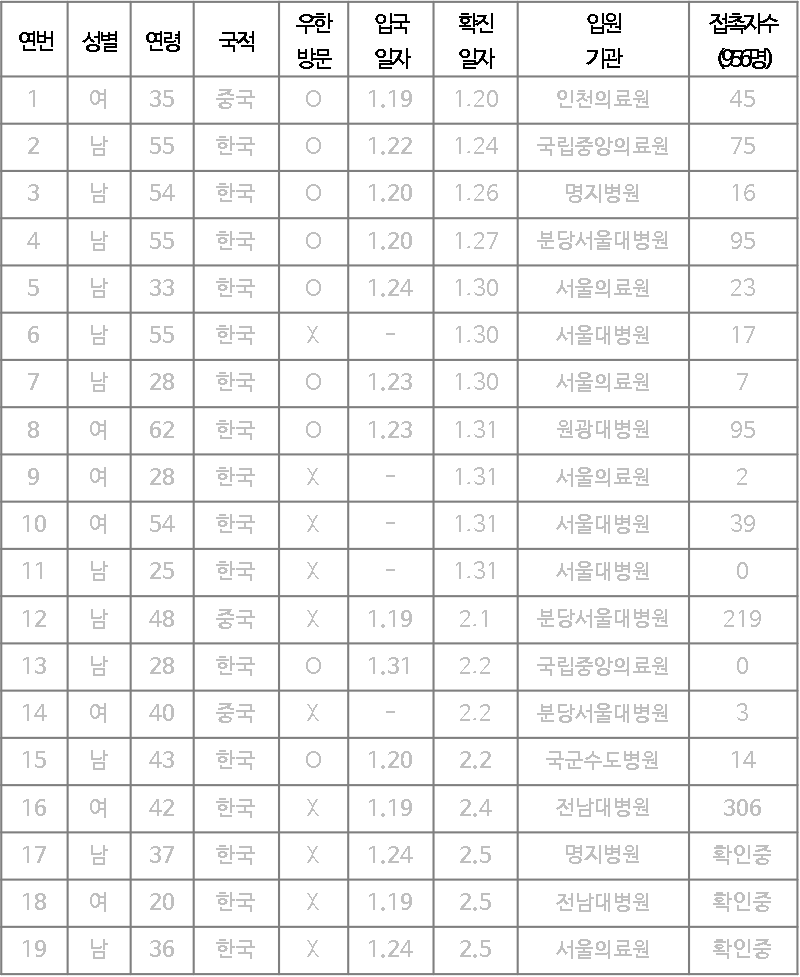 연번 성별 연령 국적 우한 방문 입국 일자 확진 일자 입원 기관 접촉자수 (956명)
1 여 35 중국 O 1.19 1.20 인천의료원 45
2 남 55 한국 O 1.22 1.24 국립중앙의료원 75
3 남 54 한국 O 1.20 1.26 명지병원 16
4 남 55 한국 O 1.20 1.27 분당서울대병원 95
5 남 33 한국 O 1.24 1.30 서울의료원 23
6 남 55 한국 X - 1.30 서울대병원 17
7 남 28 한국 O 1.23 1.30 서울의료원 7
8 여 62 한국 O 1.23 1.31 원광대병원 95
9 여 28 한국 X - 1.31 서울의료원 2
10 여 54 한국 X - 1.31 서울대병원 39
11 남 25 한국 X - 1.31 서울대병원 0
12 남 48 중국 X 1.19 2.1 분당서울대병원 219
13 남 28 한국 O 1.31 2.2 국립중앙의료원 0
14 여 40 중국 X - 2.2 분당서울대병원 3
15 남 43 한국 O 1.20 2.2 국군수도병원 14
16 여 42 한국 X 1.19 2.4 전남대병원 306
17 남 37 한국 X 1.24 2.5 명지병원 확인중
18 여 20 한국 X 1.19 2.5 전남대병원 확인중
19 남 36 한국 X 1.24 2.5 서울의료원 확인중